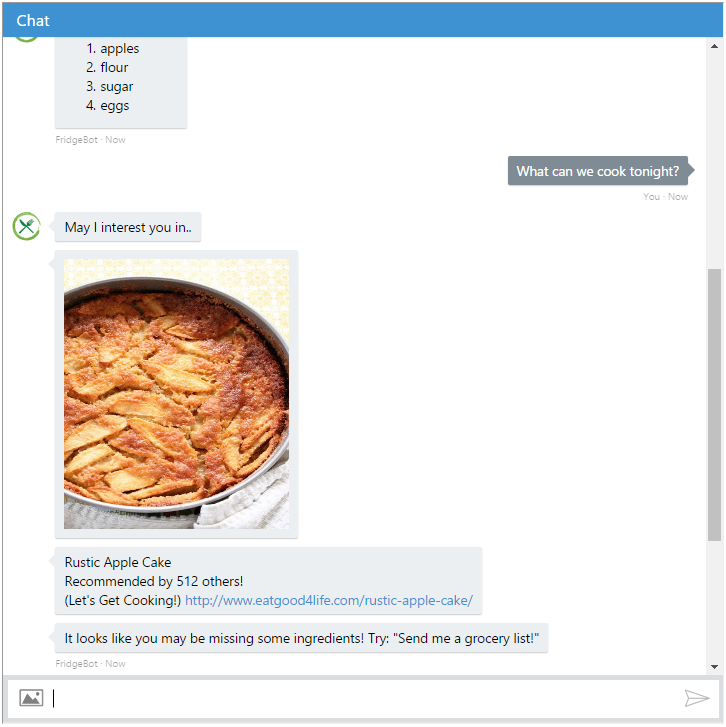 Chat
1. apples
2. flour
3. sugar
4. eggs
FridgeBot · Now
What can we cook tonight?
You · Now
May I interest you in..
Rustic Apple Cake
Recommended by 512 others!
(Let's Get Cooking!) http://www.eatgood4life.com/rustic-apple-cake/
It looks like you may be missing some ingredients! Try: "Send me a grocery list!"
FridgeBot · Now